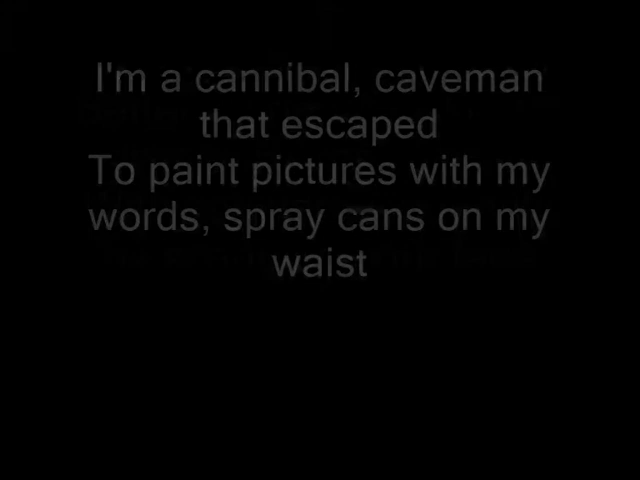 I'm a cannibal, caveman
that escaped
To paint pictures with my
words, spray cans on my
waist